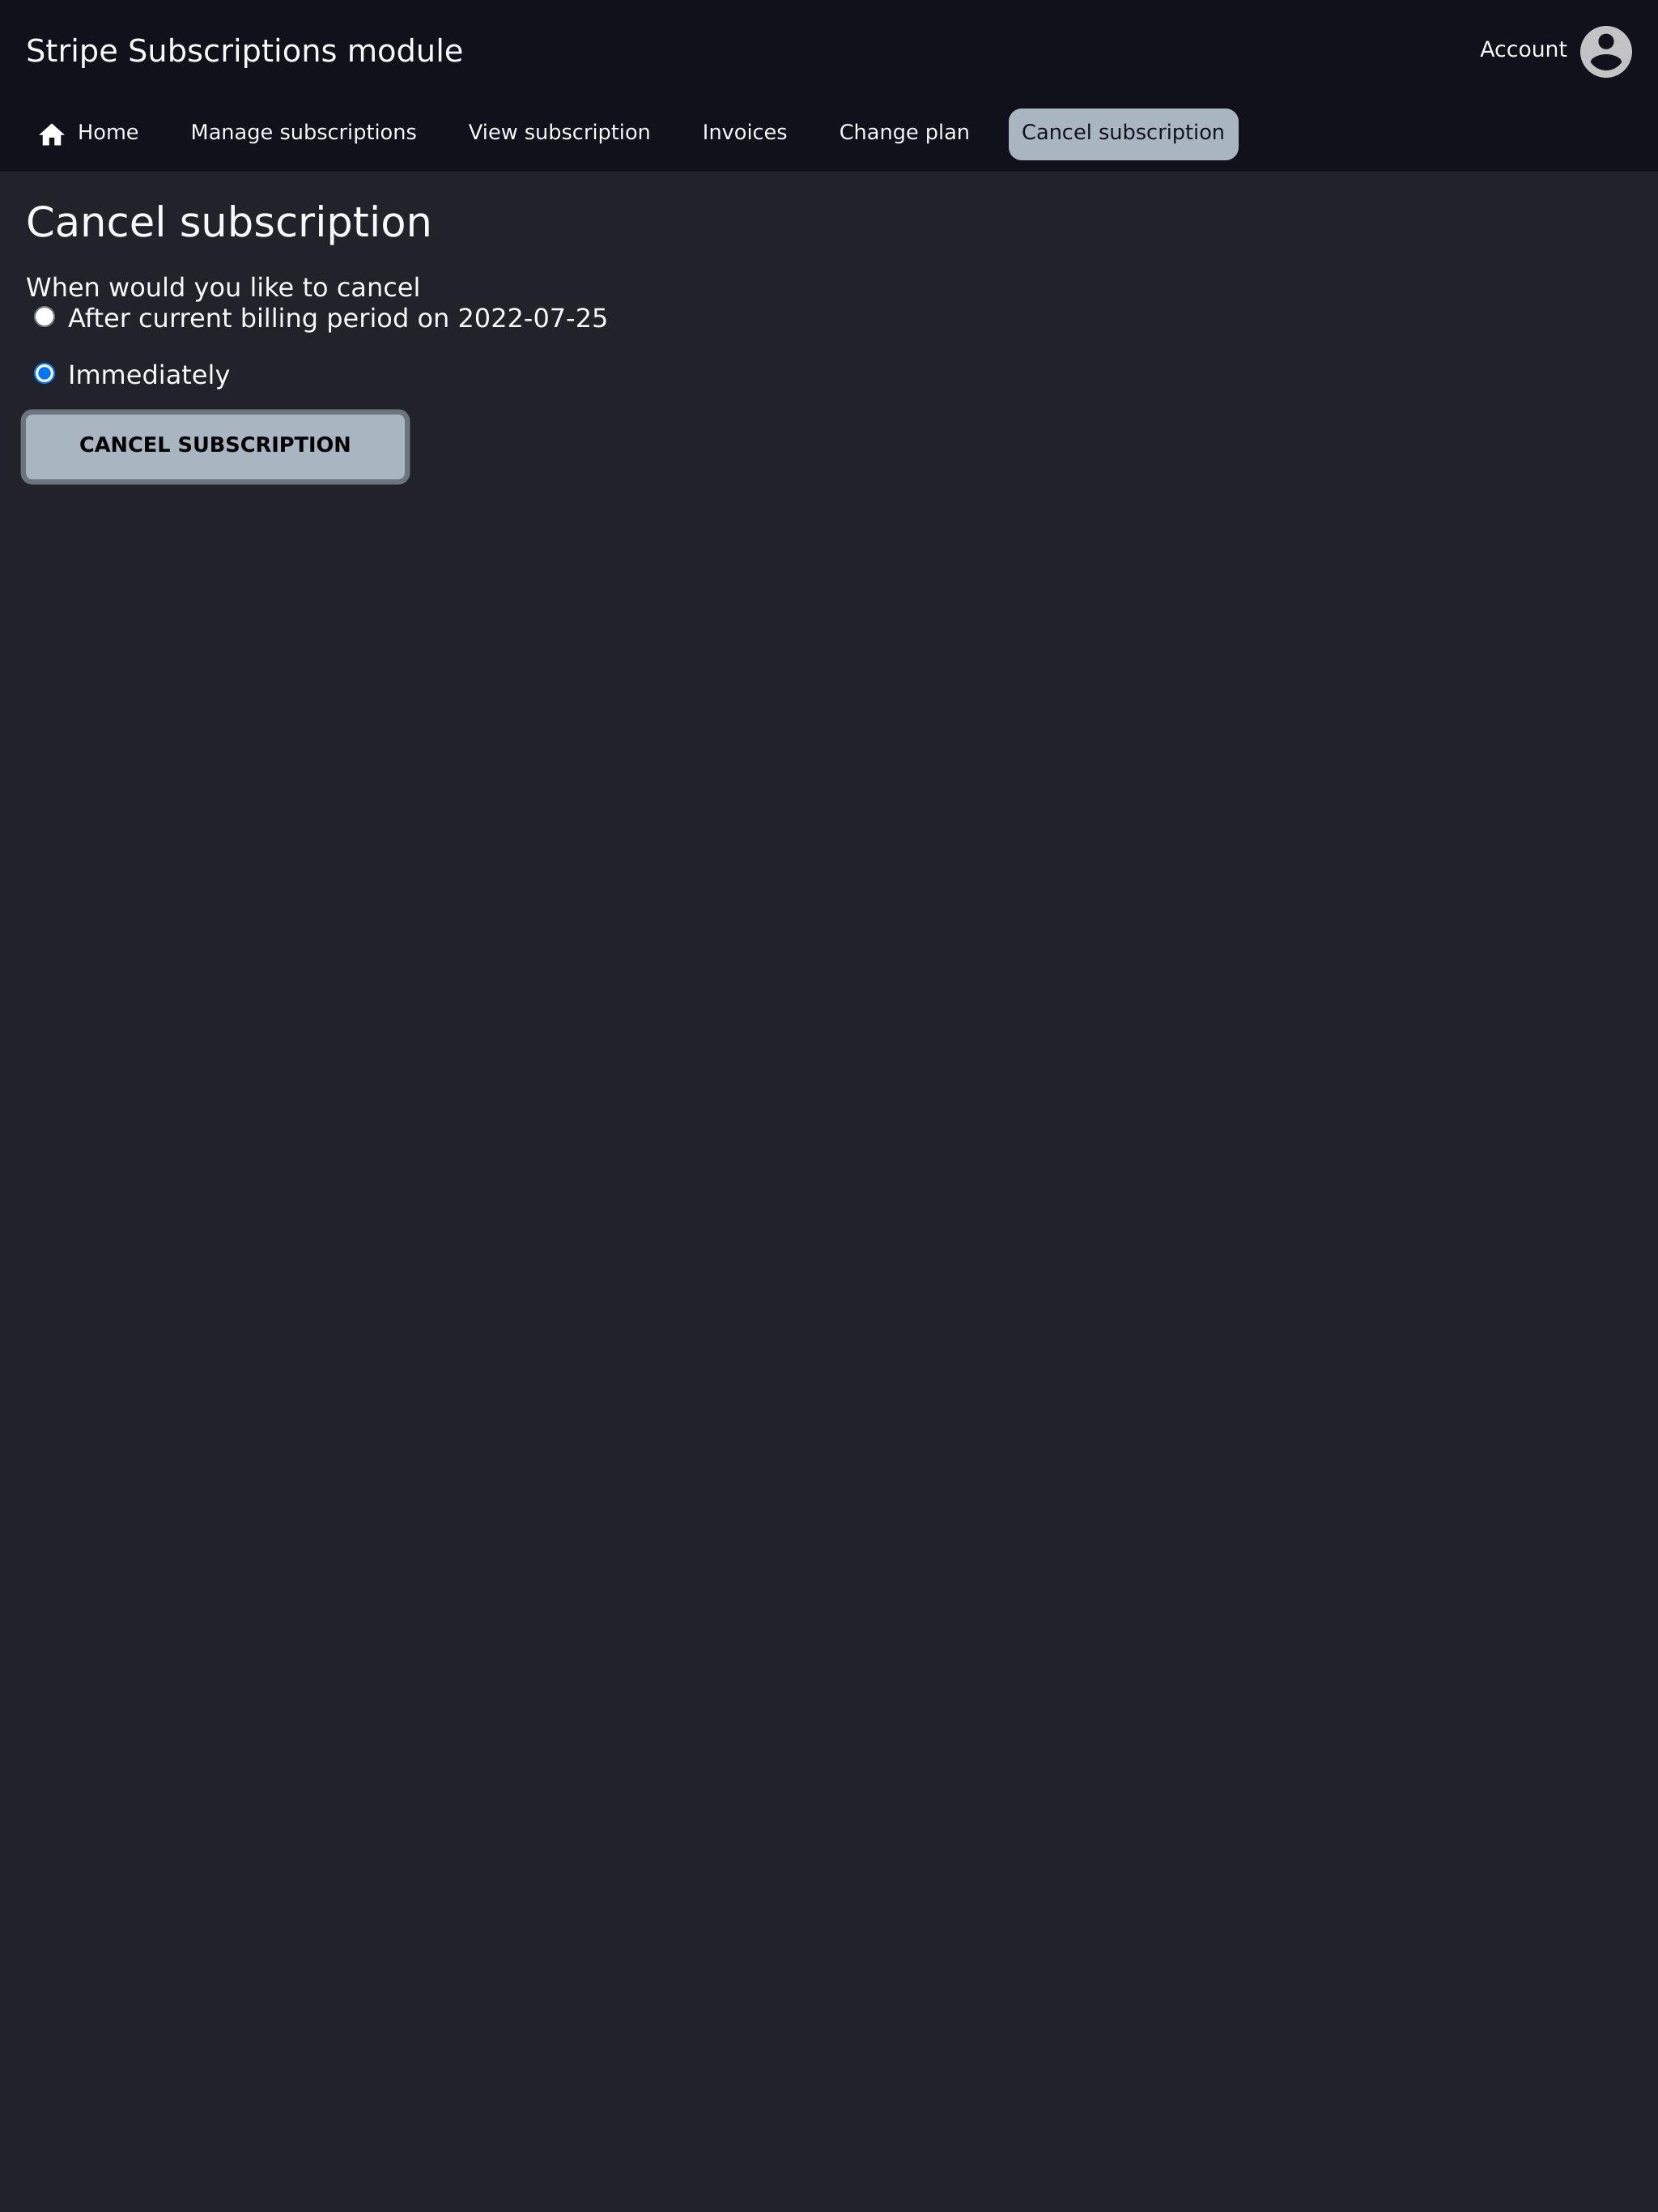 Stripe Subscriptions module
Account
Home
Manage subscriptions
View subscription
Invoices
Change plan
Cancel subscription
Cancel subscription
When would you like to cancel
After current billing period on 2022-07-25
Immediately
CANCEL SUBSCRIPTION